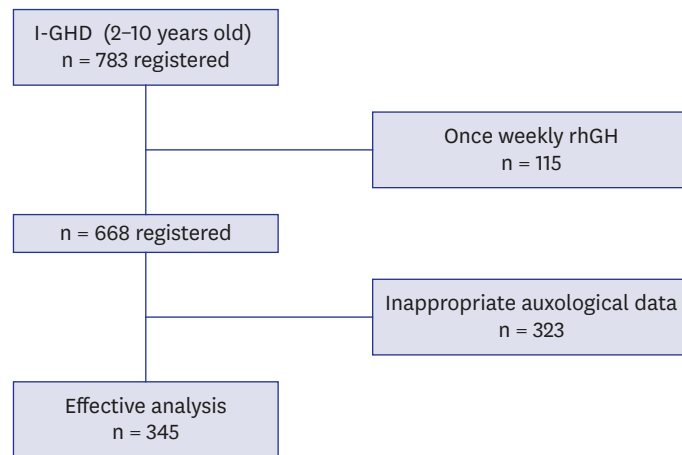 I-GHD (2–10 years old)
n = 783 registered
Once weekly rhGH
n = 115
n = 668 registered
Inappropriate auxological data
n = 323
Effective analysis
n = 345